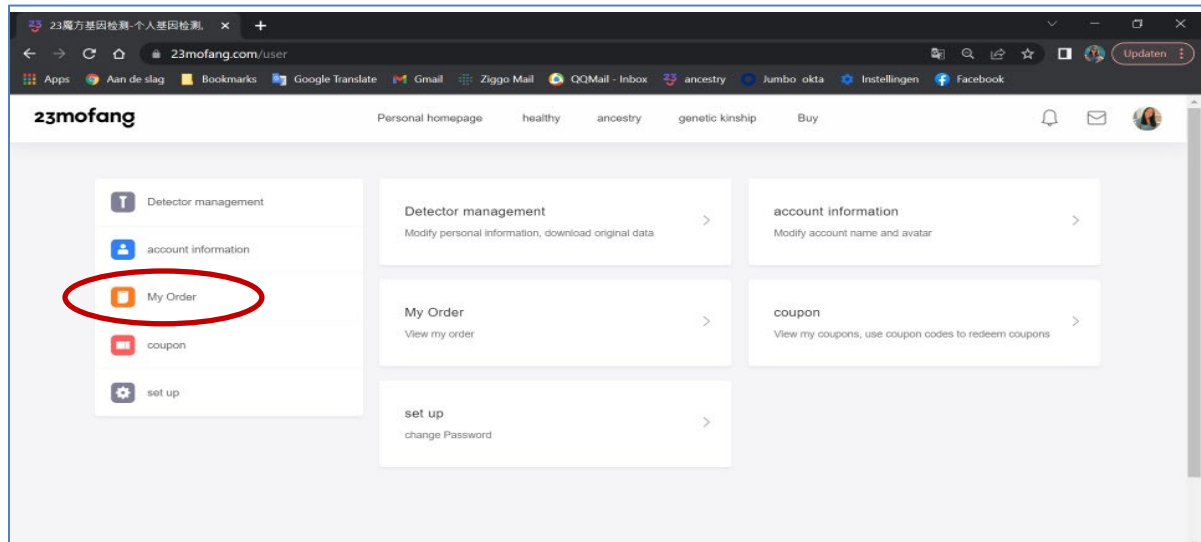 23魔方基因检测-个人基因检测,
23mofang.com/user
Updaten
Apps Aan de slag Bookmarks Google Translate Gmail Ziggo Mail QQMail - Inbox ancestry Jumbo okta Instellingen Facebook
23mofang Personal homepage healthy ancestry genetic kinship Buy
Detector management
account information
My Order
coupon
set up
Detector management
Modify personal information, download original data
account information
Modify account name and avatar
My Order
View my order
coupon
View my coupons, use coupon codes to redeem coupons
set up
change Password